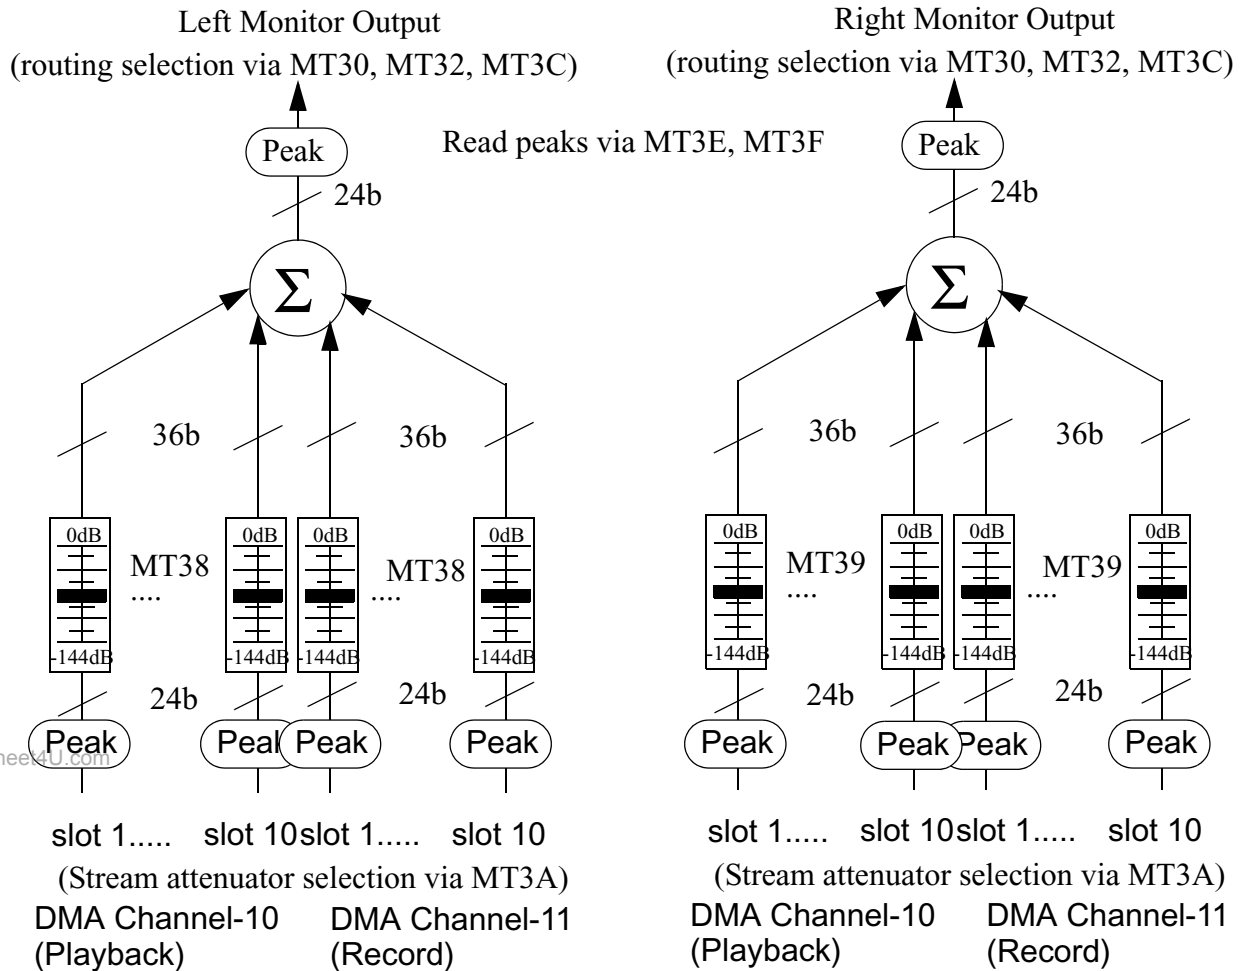 Left Monitor Output
(routing selection via MT30, MT32, MT3C)
Right Monitor Output
(routing selection via MT30, MT32, MT3C)
Peak
Read peaks via MT3E, MT3F
Peak
24b
24b
Σ
Σ
36b
36b
36b
36b
0dB
0dB
0dB
0dB
0dB
0dB
0dB
0dB
MT38
....
MT38
....
MT39
....
MT39
....
-144dB
-144dB
-144dB
-144dB
-144dB
-144dB
-144dB
-144dB
24b
24b
24b
24b
Peak
Peak
Peak
Peak
Peak
Peak
Peak
Peak
heet4U.com
slot 1..... slot 10 slot 1..... slot 10
slot 1..... slot 10 slot 1..... slot 10
(Stream attenuator selection via MT3A)
(Stream attenuator selection via MT3A)
DMA Channel-10
(Playback)
DMA Channel-11
(Record)
DMA Channel-10
(Playback)
DMA Channel-11
(Record)